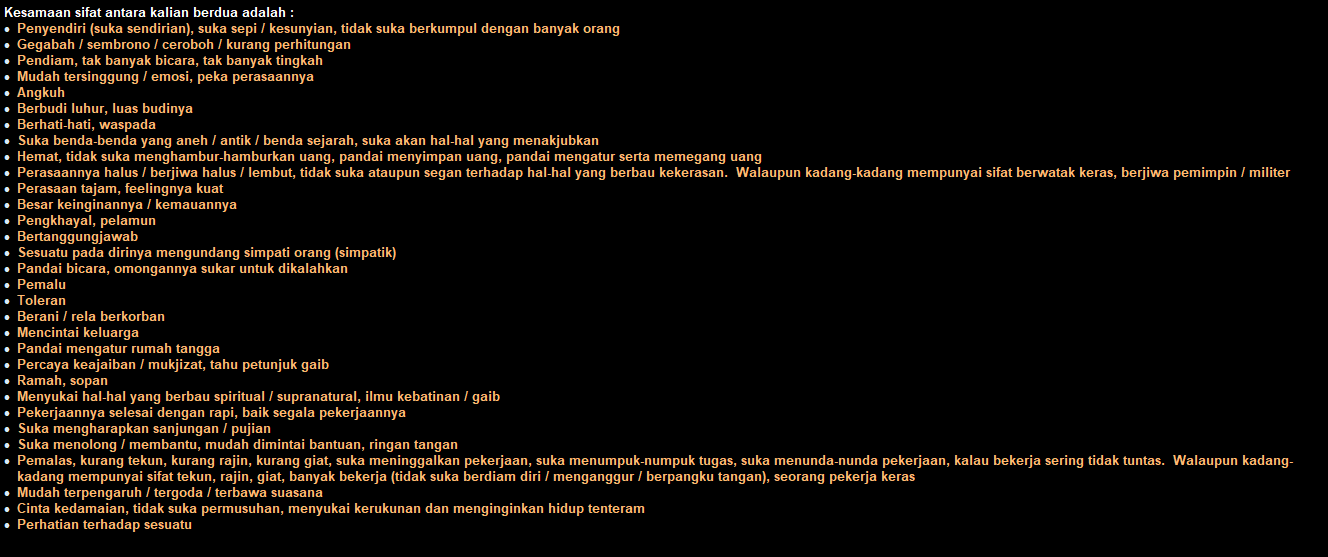 Kesamaan sifat antara kalian berdua adalah :
• Penyendiri (suka sendirian), suka sepi / kesunyian, tidak suka berkumpul dengan banyak orang
• Gegabah / sembrono / ceroboh / kurang perhitungan
• Pendiam, tak banyak bicara, tak banyak tingkah
• Mudah tersinggung / emosi, peka perasaannya
• Angkuh
• Berbudi luhur, luas budinya
• Berhati-hati, waspada
• Suka benda-benda yang aneh / antik / benda sejarah, suka akan hal-hal yang menakjubkan
• Hemat, tidak suka menghambur-hamburkan uang, pandai menyimpan uang, pandai mengatur serta memegang uang
• Perasaannya halus / berjiwa halus / lembut, tidak suka ataupun segan terhadap hal-hal yang berbau kekerasan.  Walaupun kadang-kadang mempunyai sifat berwatak keras, berjiwa pemimpin / militer
• Perasaan tajam, feelingnya kuat
• Besar keinginannya / kemauannya
• Pengkhayal, pelamun
• Bertanggungjawab
• Sesuatu pada dirinya mengundang simpati orang (simpatik)
• Pandai bicara, omongannya sukar untuk dikalahkan
• Pemalu
• Toleran
• Berani / rela berkorban
• Mencintai keluarga
• Pandai mengatur rumah tangga
• Percaya keajaiban / mukjizat, tahu petunjuk gaib
• Ramah, sopan
• Menyukai hal-hal yang berbau spiritual / supranatural, ilmu kebatinan / gaib
• Pekerjaannya selesai dengan rapi, baik segala pekerjaannya
• Suka mengharapkan sanjungan / pujian
• Suka menolong / membantu, mudah dimintai bantuan, ringan tangan
• Pemalas, kurang tekun, kurang rajin, kurang giat, suka meninggalkan pekerjaan, suka menumpuk-numpuk tugas, suka menunda-nunda pekerjaan, kalau bekerja sering tidak tuntas.  Walaupun kadang-
kadang mempunyai sifat tekun, rajin, giat, banyak bekerja (tidak suka berdiam diri / menganggur / berpangku tangan), seorang pekerja keras
• Mudah terpengaruh / tergoda / terbawa suasana
• Cinta kedamaian, tidak suka permusuhan, menyukai kerukunan dan menginginkan hidup tenteram
• Perhatian terhadap sesuatu